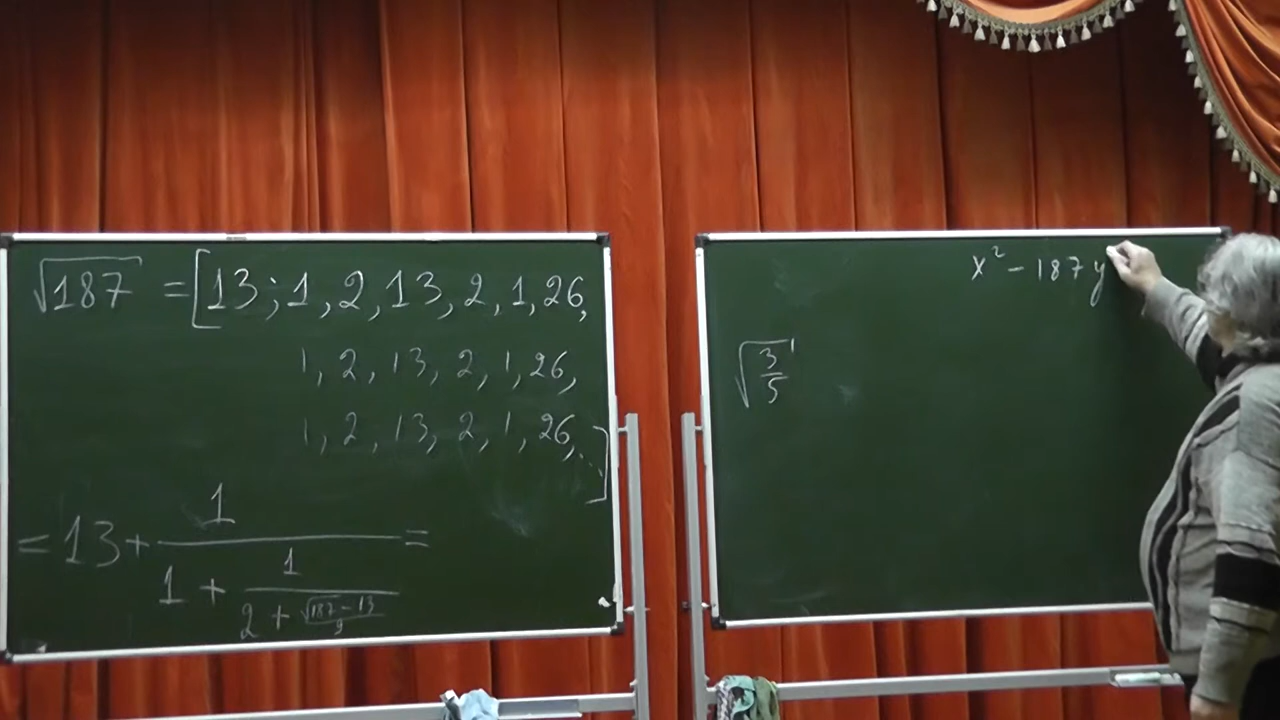 √187 = [13; 1, 2, 13, 2, 1, 26,
1, 2, 13, 2, 1, 26,
1, 2, 13, 2, 1, 26, ...]
= 13 + 1/(1 + 1/(2 + (√187 - 13)/9)) =
x² - 187y
√(3/5)